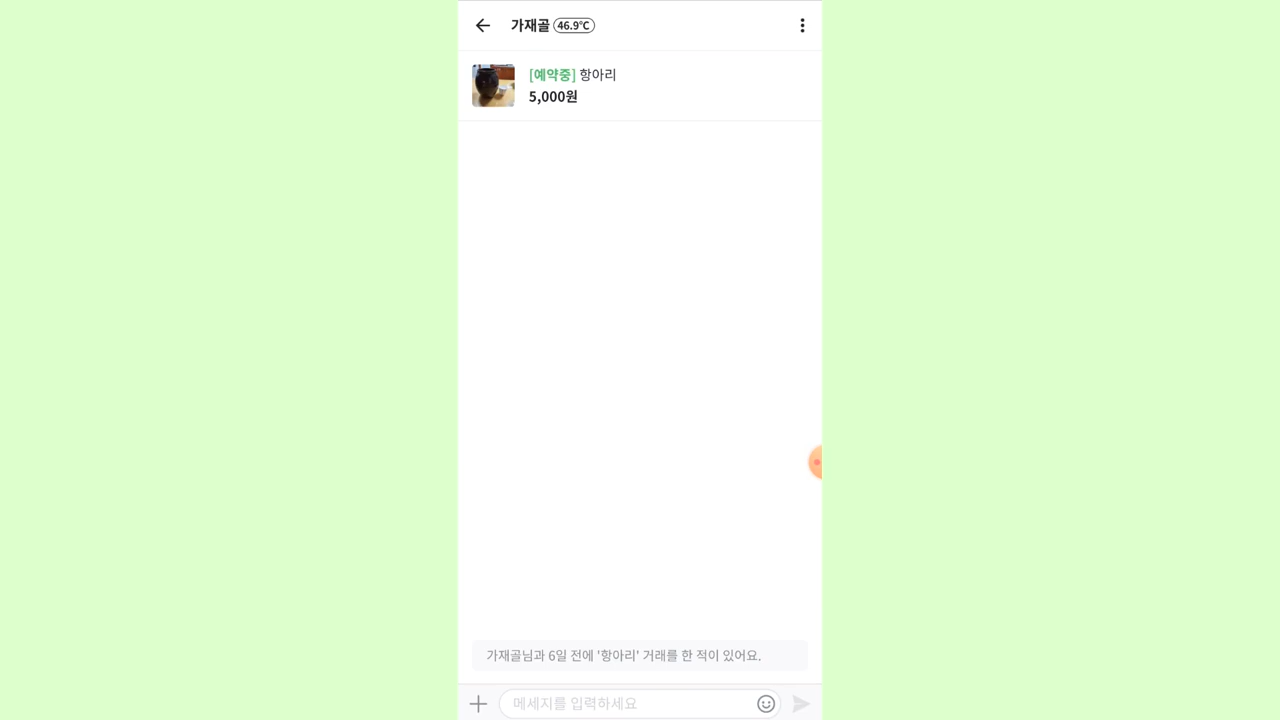 가재골 46.9℃
[예약중] 항아리
5,000원
가재골님과 6일 전에 '항아리' 거래를 한 적이 있어요.
메세지를 입력하세요